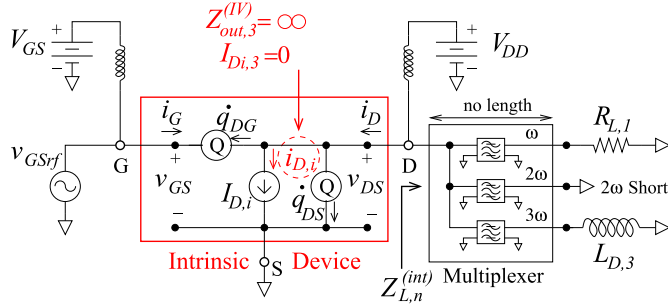 Z_{out,3}^{(IV)} = ∞
I_{Di,3} = 0
V_{GS}
+
−
+
−
V_{DD}
i_G
q̇_{DG}
i_D
no length
R_{L,1}
ω
v_{GSrf}
G
Q
D
+
v_{GS}
−
i_{D,i}
I_{D,i}
q̇_{DS}
Q
+
v_{DS}
−
2ω
2ω Short
3ω
L_{D,3}
S
Intrinsic Device
Z_{L,n}^{(int)}
Multiplexer